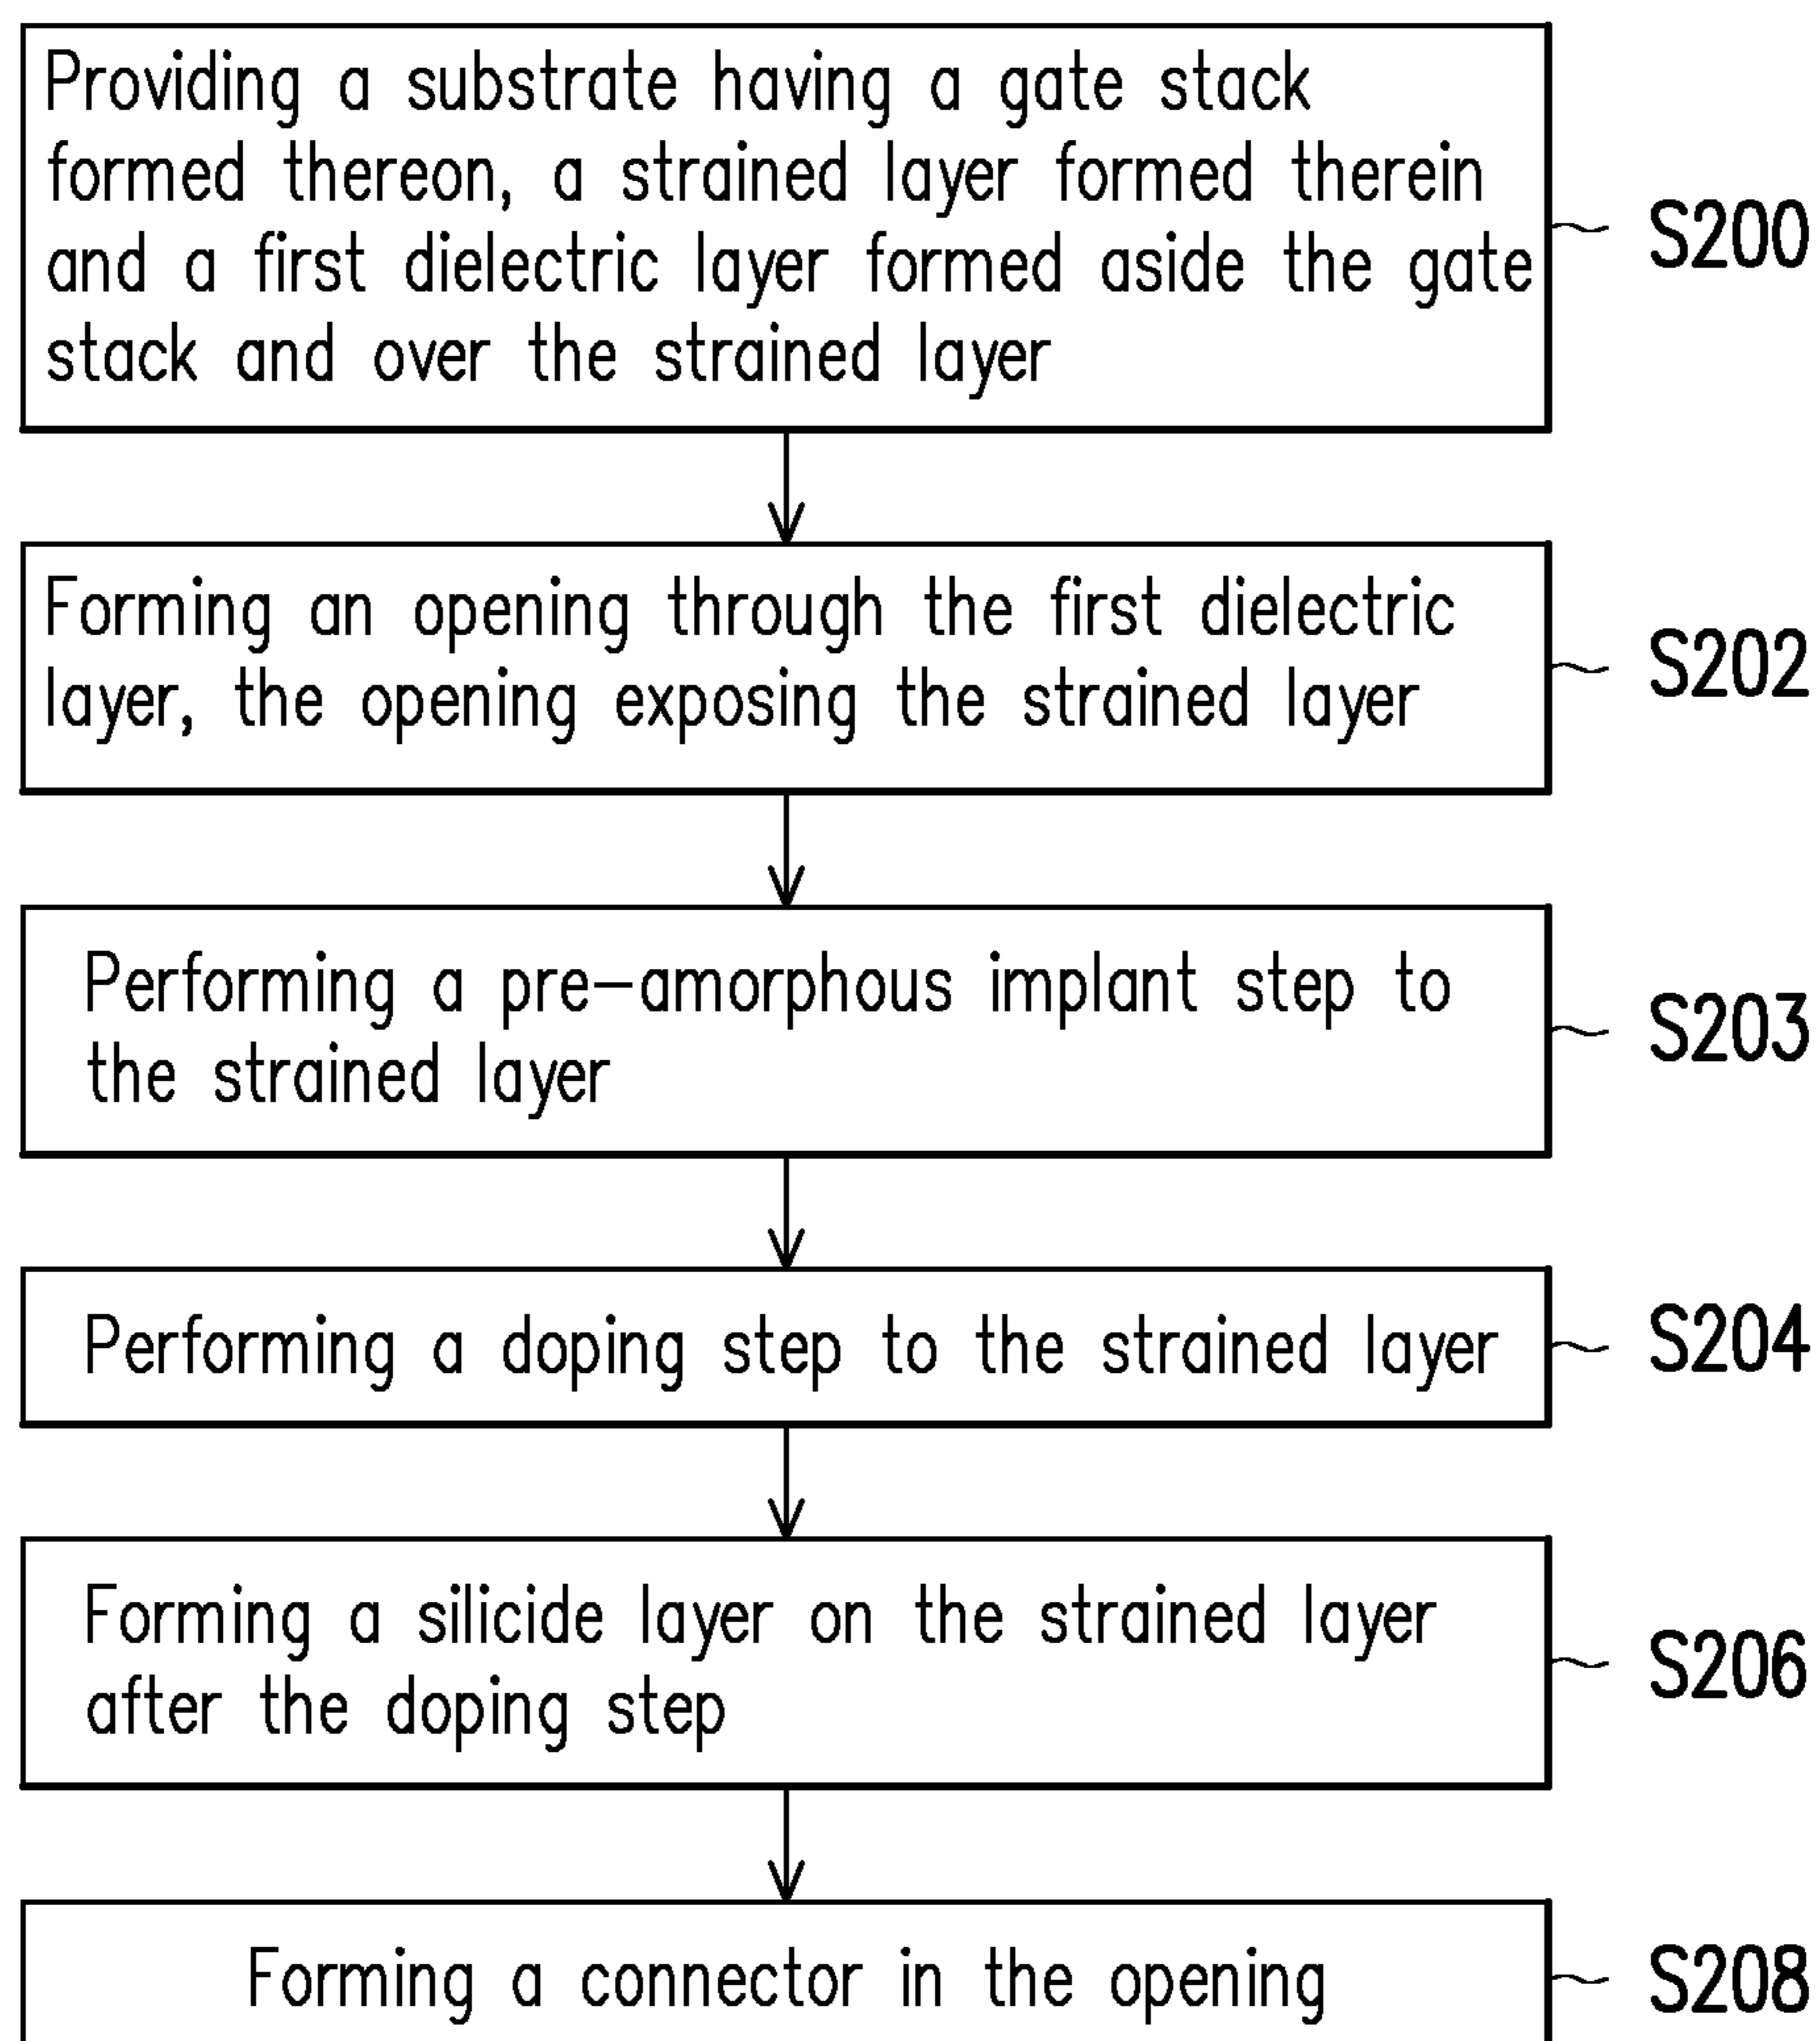 Providing a substrate having a gate stack
formed thereon, a strained layer formed therein
and a first dielectric layer formed aside the gate
stack and over the strained layer
S200
Forming an opening through the first dielectric
layer, the opening exposing the strained layer
S202
Performing a pre-amorphous implant step to
the strained layer
S203
Performing a doping step to the strained layer
S204
Forming a silicide layer on the strained layer
after the doping step
S206
Forming a connector in the opening
S208